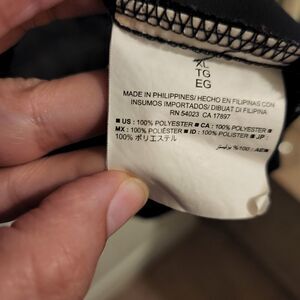 XL
TG
EG
MADE IN PHILIPPINES/ HECHO EN FILIPINAS CON
INSUMOS IMPORTADOS/ DIBUAT DI FILIPINA
RN 54023 CA 17897
■ US : 100% POLYESTER ■ CA : 100% POLYESTER
MX : 100% POLIÉSTER ■ ID : 100% POLISTER ■ JP
100% ポリエステル